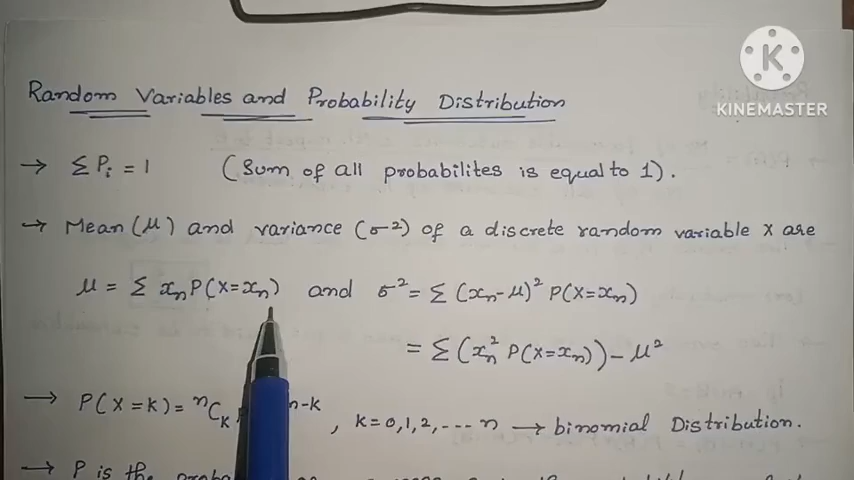 K
KINEMASTER
Random Variables and Probability Distribution
→ Σ Pᵢ = 1 (Sum of all probabilites is equal to 1).
→ Mean (μ) and variance (σ²) of a discrete random variable X are
μ = Σ xₙ P(X=xₙ) and σ² = Σ (xₙ-μ)² P(X=xₙ)
= Σ (xₙ² P(X=xₙ)) - μ²
→ P(X=K) = ⁿCₖ n-k , K=0,1,2,---- n → binomial Distribution.
→ P is the